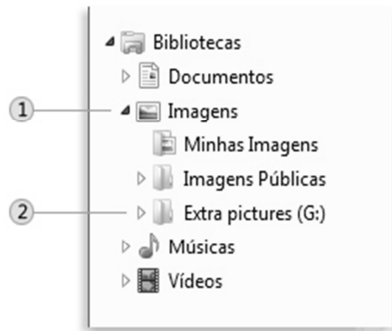 Bibliotecas
Documentos
1 Imagens
Minhas Imagens
Imagens Públicas
2 Extra pictures (G:)
Músicas
Vídeos